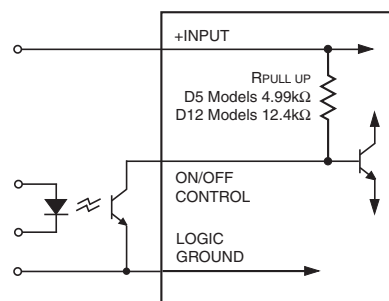 +INPUT
RPULL UP
D5 Models 4.99kΩ
D12 Models 12.4kΩ
ON/OFF
CONTROL
LOGIC
GROUND